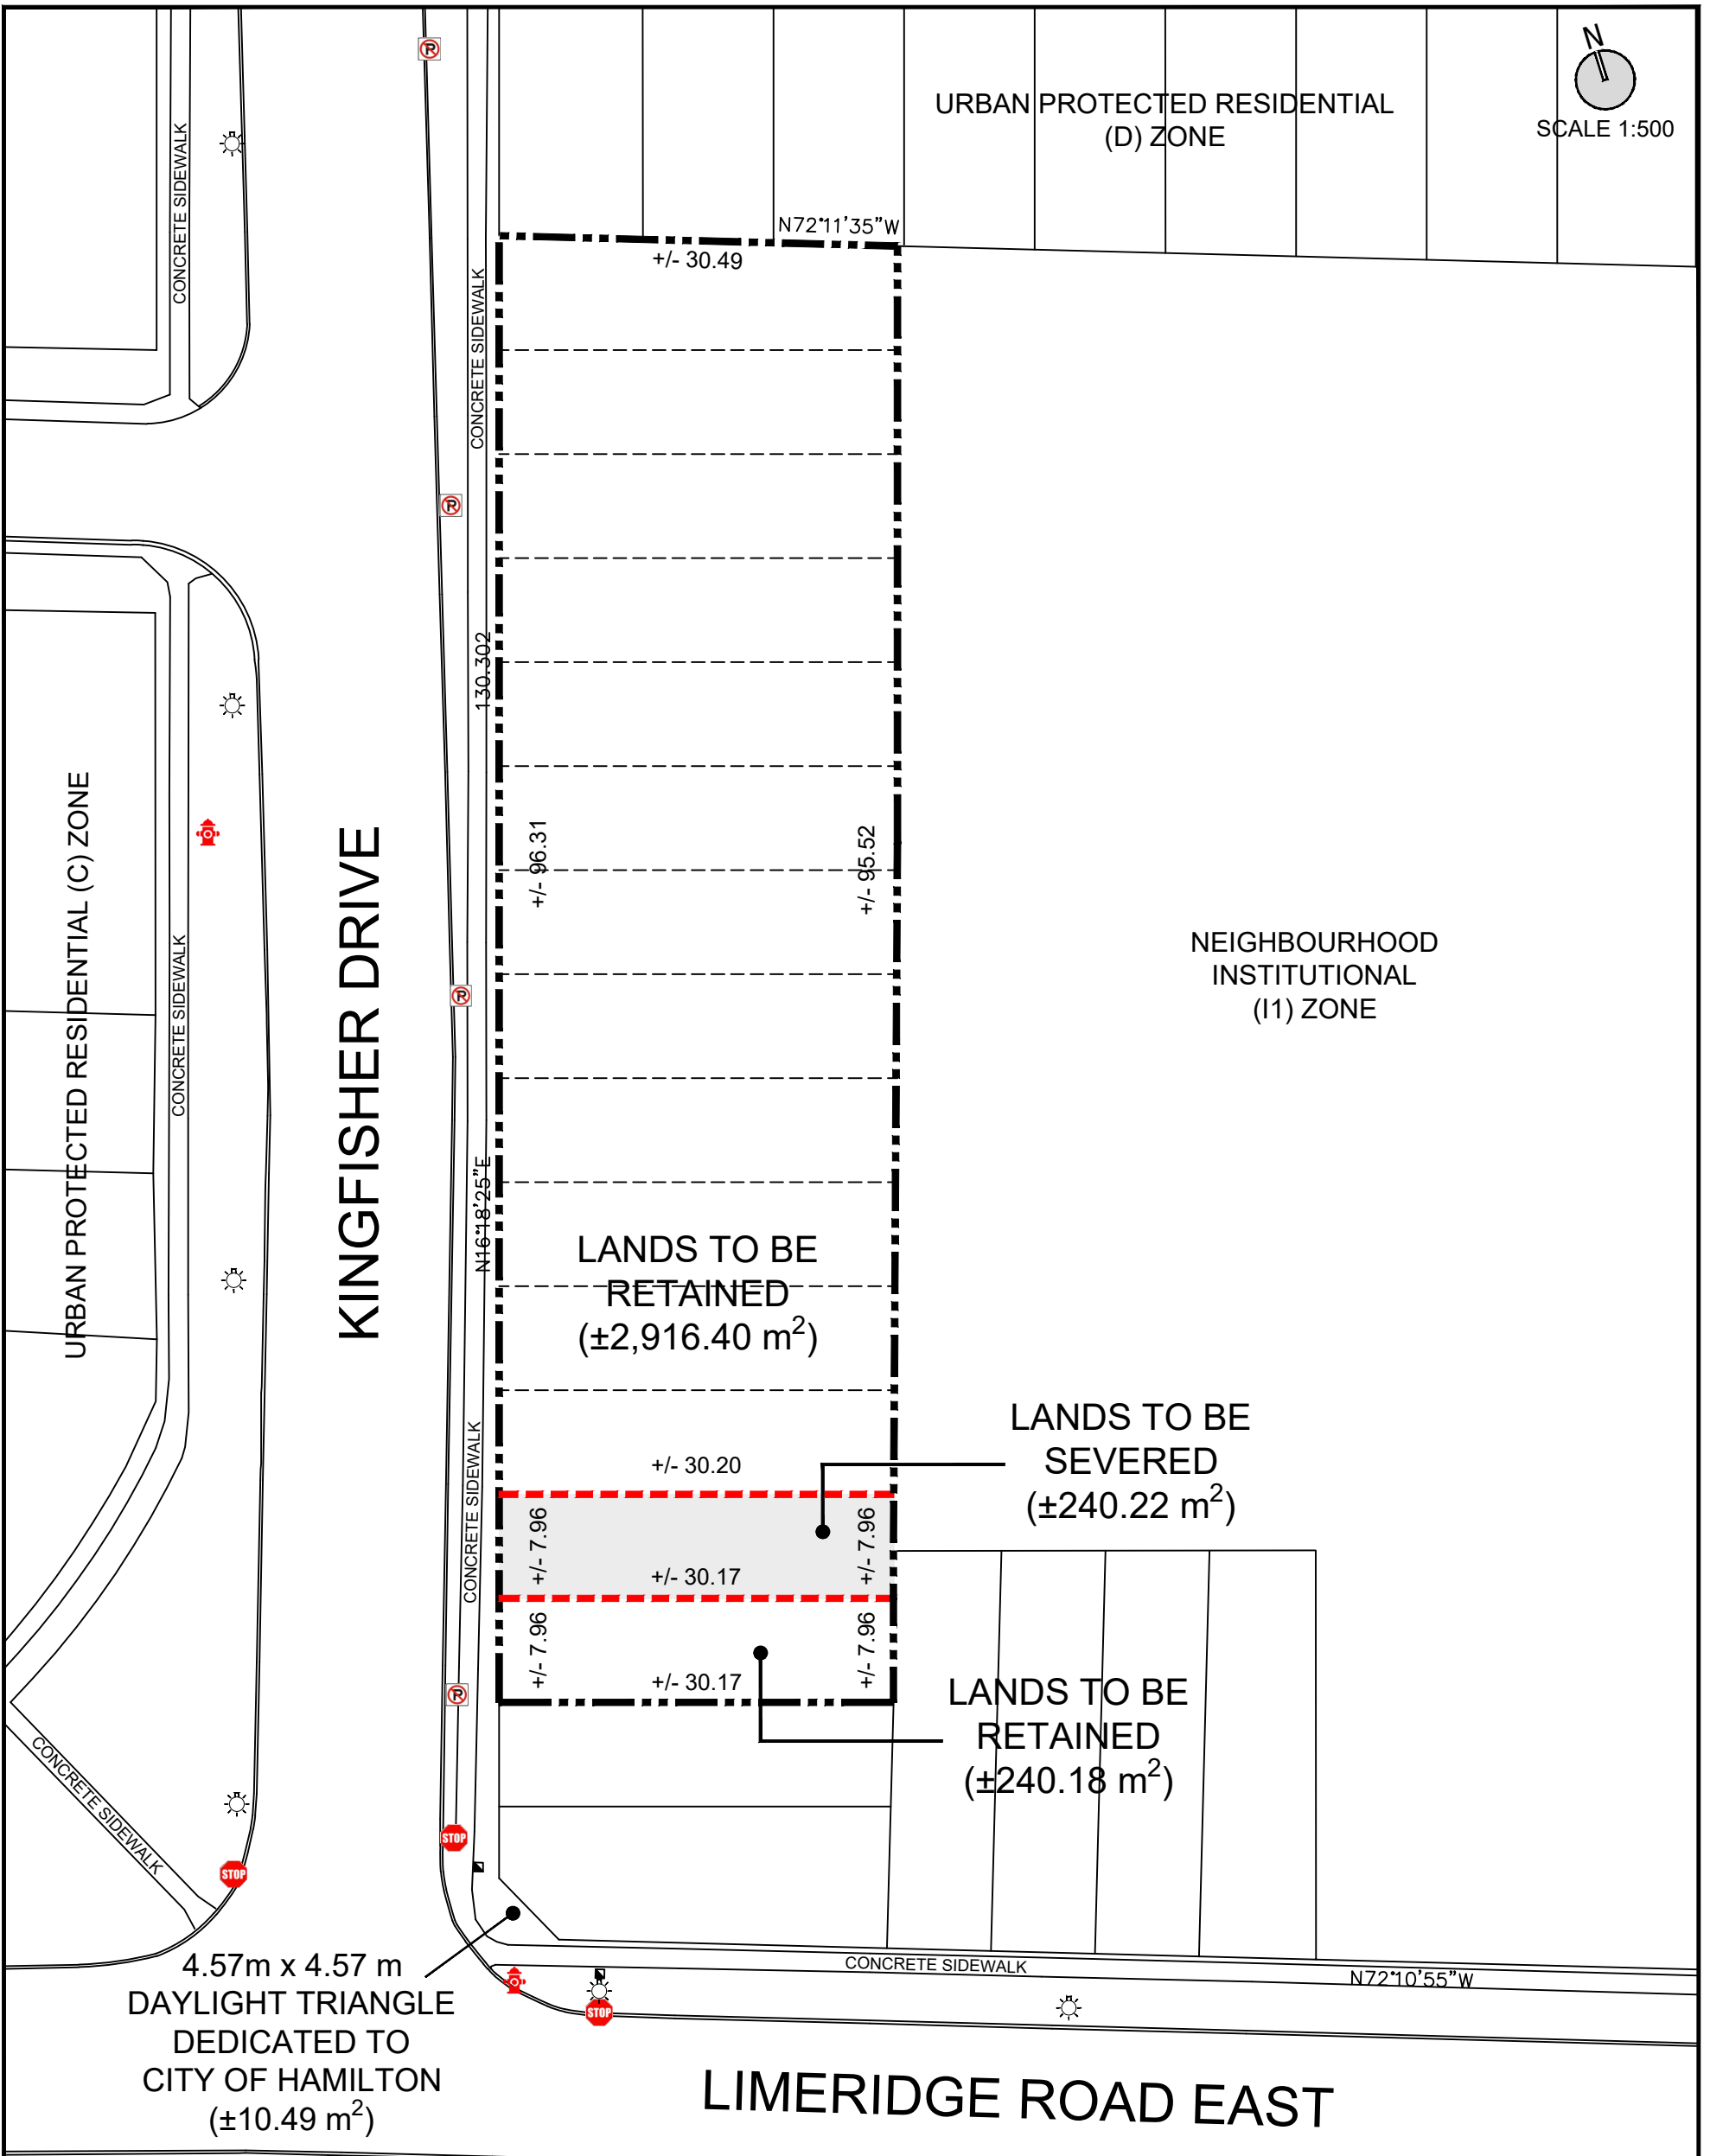 N
SCALE 1:500
URBAN PROTECTED RESIDENTIAL
(D) ZONE
CONCRETE SIDEWALK
CONCRETE SIDEWALK
N72°11'35"W
+/- 30.49
130.302
+/- 96.31
+/- 95.52
URBAN PROTECTED RESIDENTIAL (C) ZONE
CONCRETE SIDEWALK
KINGFISHER DRIVE
NEIGHBOURHOOD
INSTITUTIONAL
(I1) ZONE
N16°18'25"E
LANDS TO BE
RETAINED
(±2,916.40 m²)
CONCRETE SIDEWALK
+/- 30.20
LANDS TO BE
SEVERED
(±240.22 m²)
+/- 7.96
+/- 30.17
+/- 7.96
+/- 7.96
+/- 30.17
+/- 7.96
LANDS TO BE
RETAINED
(±240.18 m²)
CONCRETE SIDEWALK
STOP
STOP
4.57m x 4.57 m
DAYLIGHT TRIANGLE
DEDICATED TO
CITY OF HAMILTON
(±10.49 m²)
STOP
CONCRETE SIDEWALK
N72°10'55"W
LIMERIDGE ROAD EAST
P
P
P
P